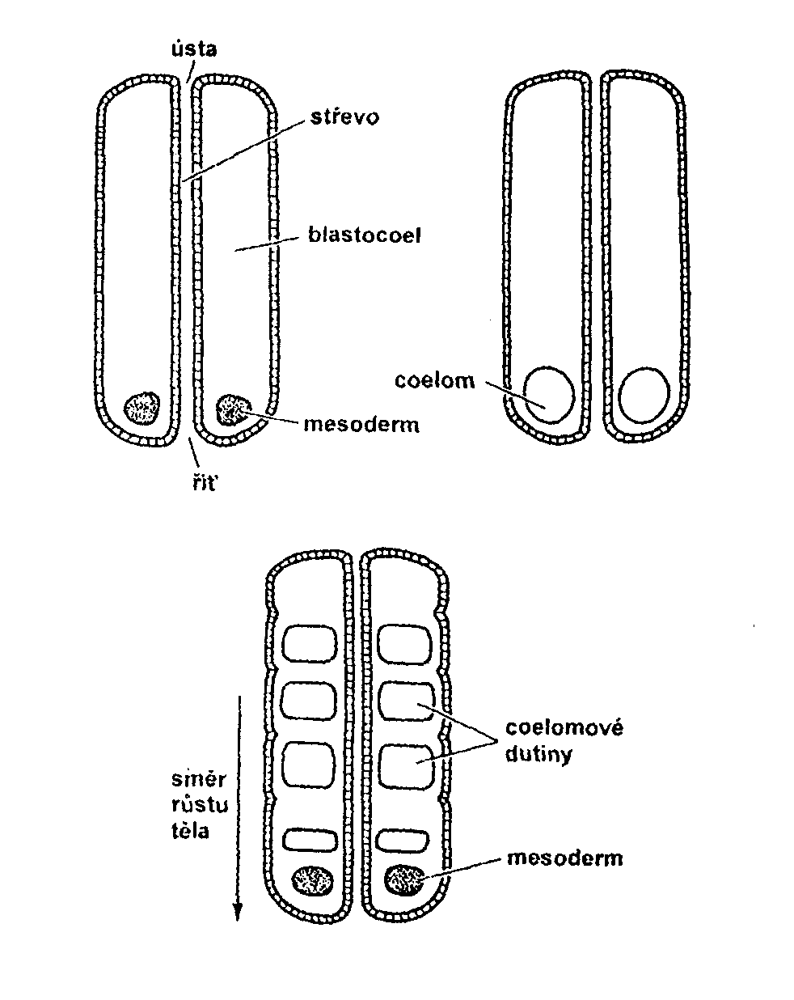 ústa
střevo
blastocoel
coelom
mesoderm
řiť
coelomové
dutiny
směr
růstu
těla
mesoderm